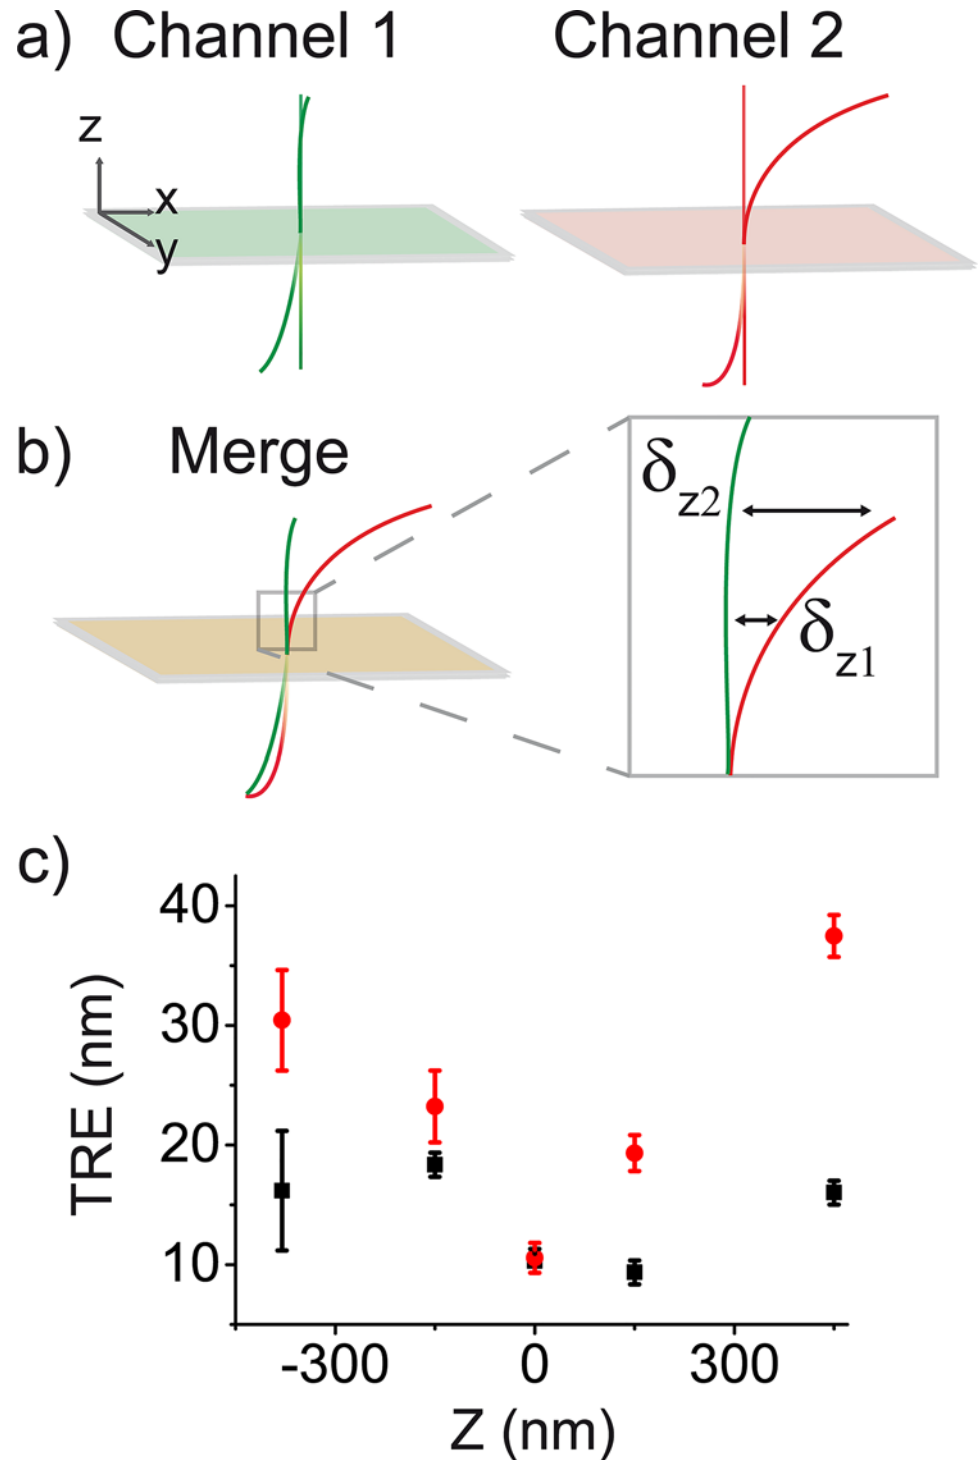 a) Channel 1 Channel 2
z
x
y
b) Merge
δz2
δz1
c)
40
30
20
10
TRE (nm)
-300 0 300
Z (nm)